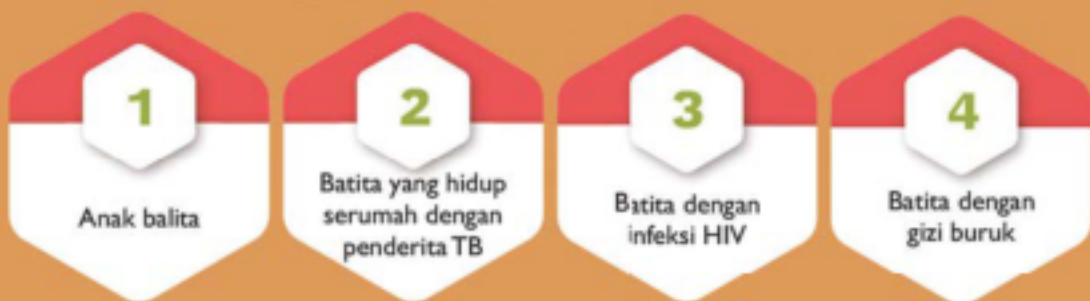 1
Anak balita
2
Batita yang hidup
serumah dengan
penderita TB
3
Batita dengan
infeksi HIV
4
Batita dengan
gizi buruk